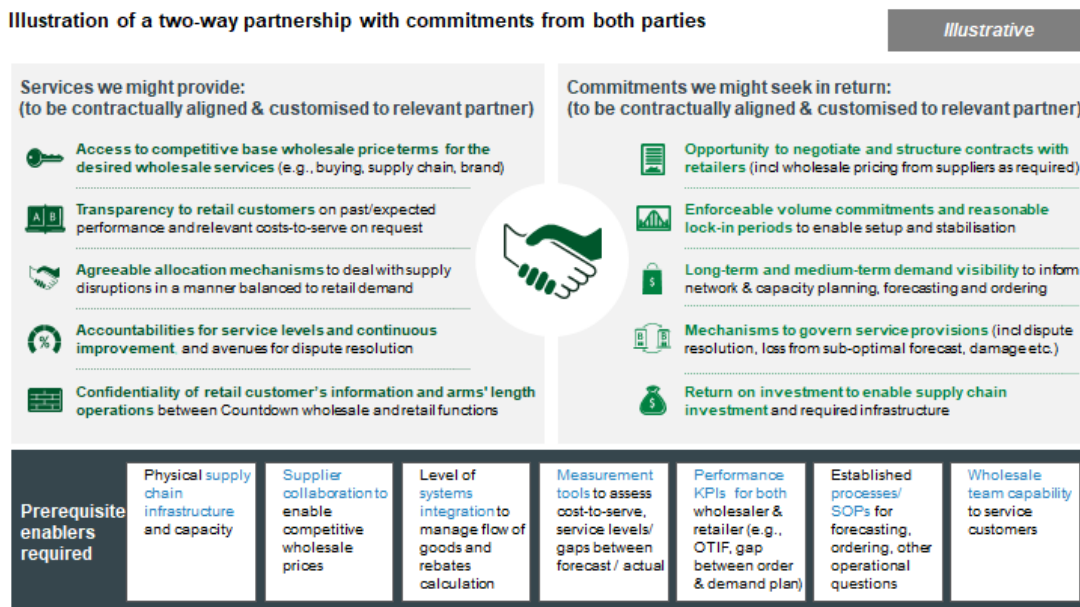 Illustration of a two-way partnership with commitments from both parties
Illustrative
Services we might provide:
(to be contractually aligned & customised to relevant partner)
Access to competitive base wholesale price terms for the
desired wholesale services (e.g., buying, supply chain, brand)
A B
Transparency to retail customers on past/expected
performance and relevant costs-to-serve on request
Agreeable allocation mechanisms to deal with supply
disruptions in a manner balanced to retail demand
%
Accountabilities for service levels and continuous
improvement, and avenues for dispute resolution
Confidentiality of retail customer's information and arms' length
operations between Countdown wholesale and retail functions
Commitments we might seek in return:
(to be contractually aligned & customised to relevant partner)
Opportunity to negotiate and structure contracts with
retailers (incl wholesale pricing from suppliers as required)
Enforceable volume commitments and reasonable
lock-in periods to enable setup and stabilisation
$
Long-term and medium-term demand visibility to inform
network & capacity planning, forecasting and ordering
B B
Mechanisms to govern service provisions (incl dispute
resolution, loss from sub-optimal forecast, damage etc.)
$
Return on investment to enable supply chain
investment and required infrastructure
Prerequisite
enablers
required
Physical supply
chain
infrastructure
and capacity
Supplier
collaboration to
enable
competitive
wholesale
prices
Level of
systems
integration to
manage flow of
goods and
rebates
calculation
Measurement
tools to assess
cost-to-serve,
service levels/
gaps between
forecast / actual
Performance
KPIs for both
wholesaler &
retailer (e.g.,
OTIF, gap
between order
& demand plan)
Established
processes/
SOPs for
forecasting,
ordering, other
operational
questions
Wholesale
team capability
to service
customers